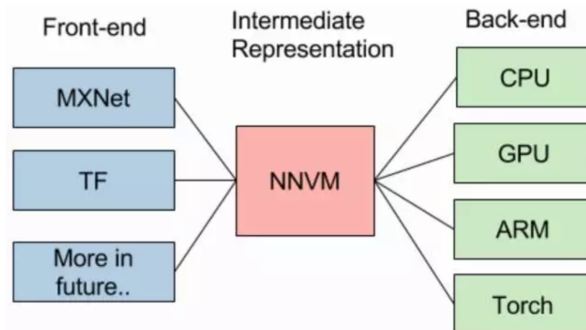 Front-end
Intermediate
Representation
Back-end
MXNet
TF
More in
future..
NNVM
CPU
GPU
ARM
Torch